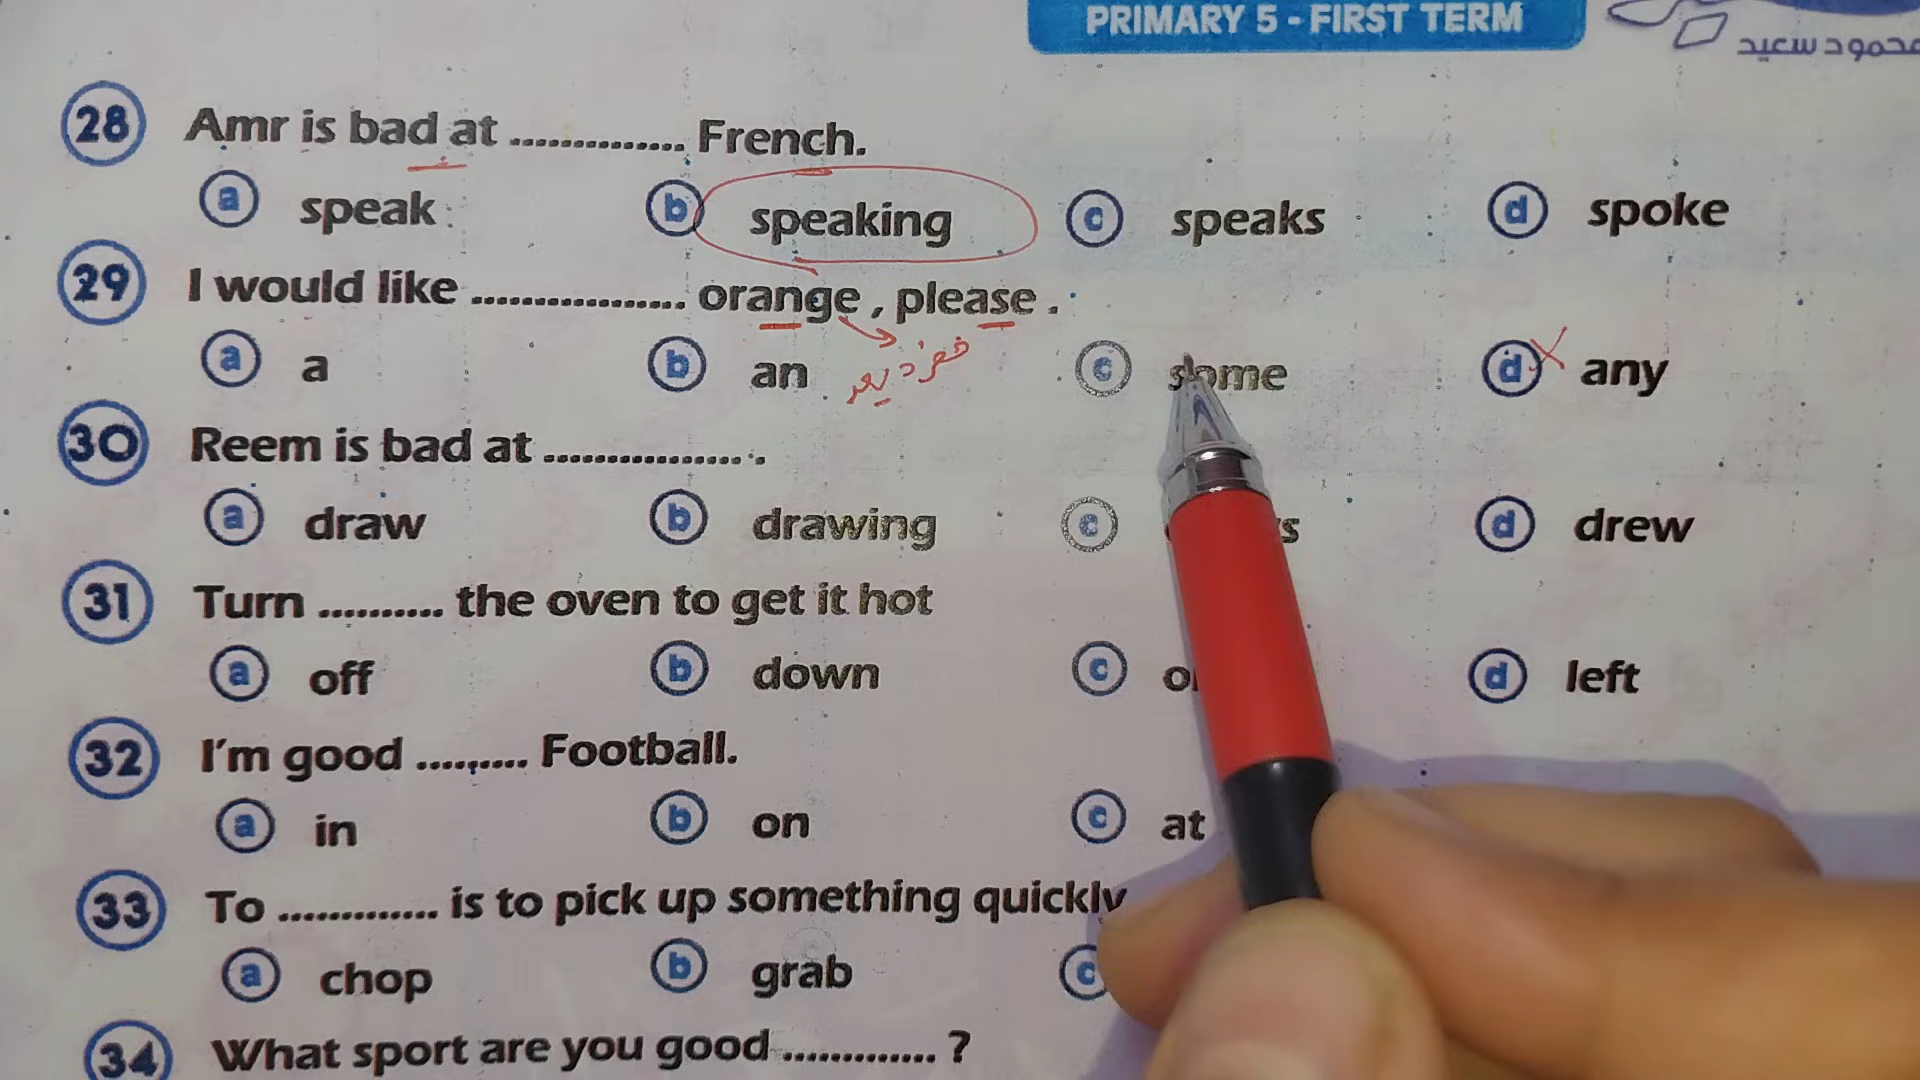 PRIMARY 5 - FIRST TERM
محمود سعيد
28 Amr is bad at ............. French.
a speak b speaking c speaks d spoke
29 I would like ................. orange , please .
a a b an c some d any
مفرد يعد
30 Reem is bad at ................ .
a draw b drawing c d drew
31 Turn .......... the oven to get it hot
a off b down c d left
32 I'm good ......... Football.
a in b on c at
33 To ............. is to pick up something quickly
a chop b grab c
34 What sport are you good ............. ?